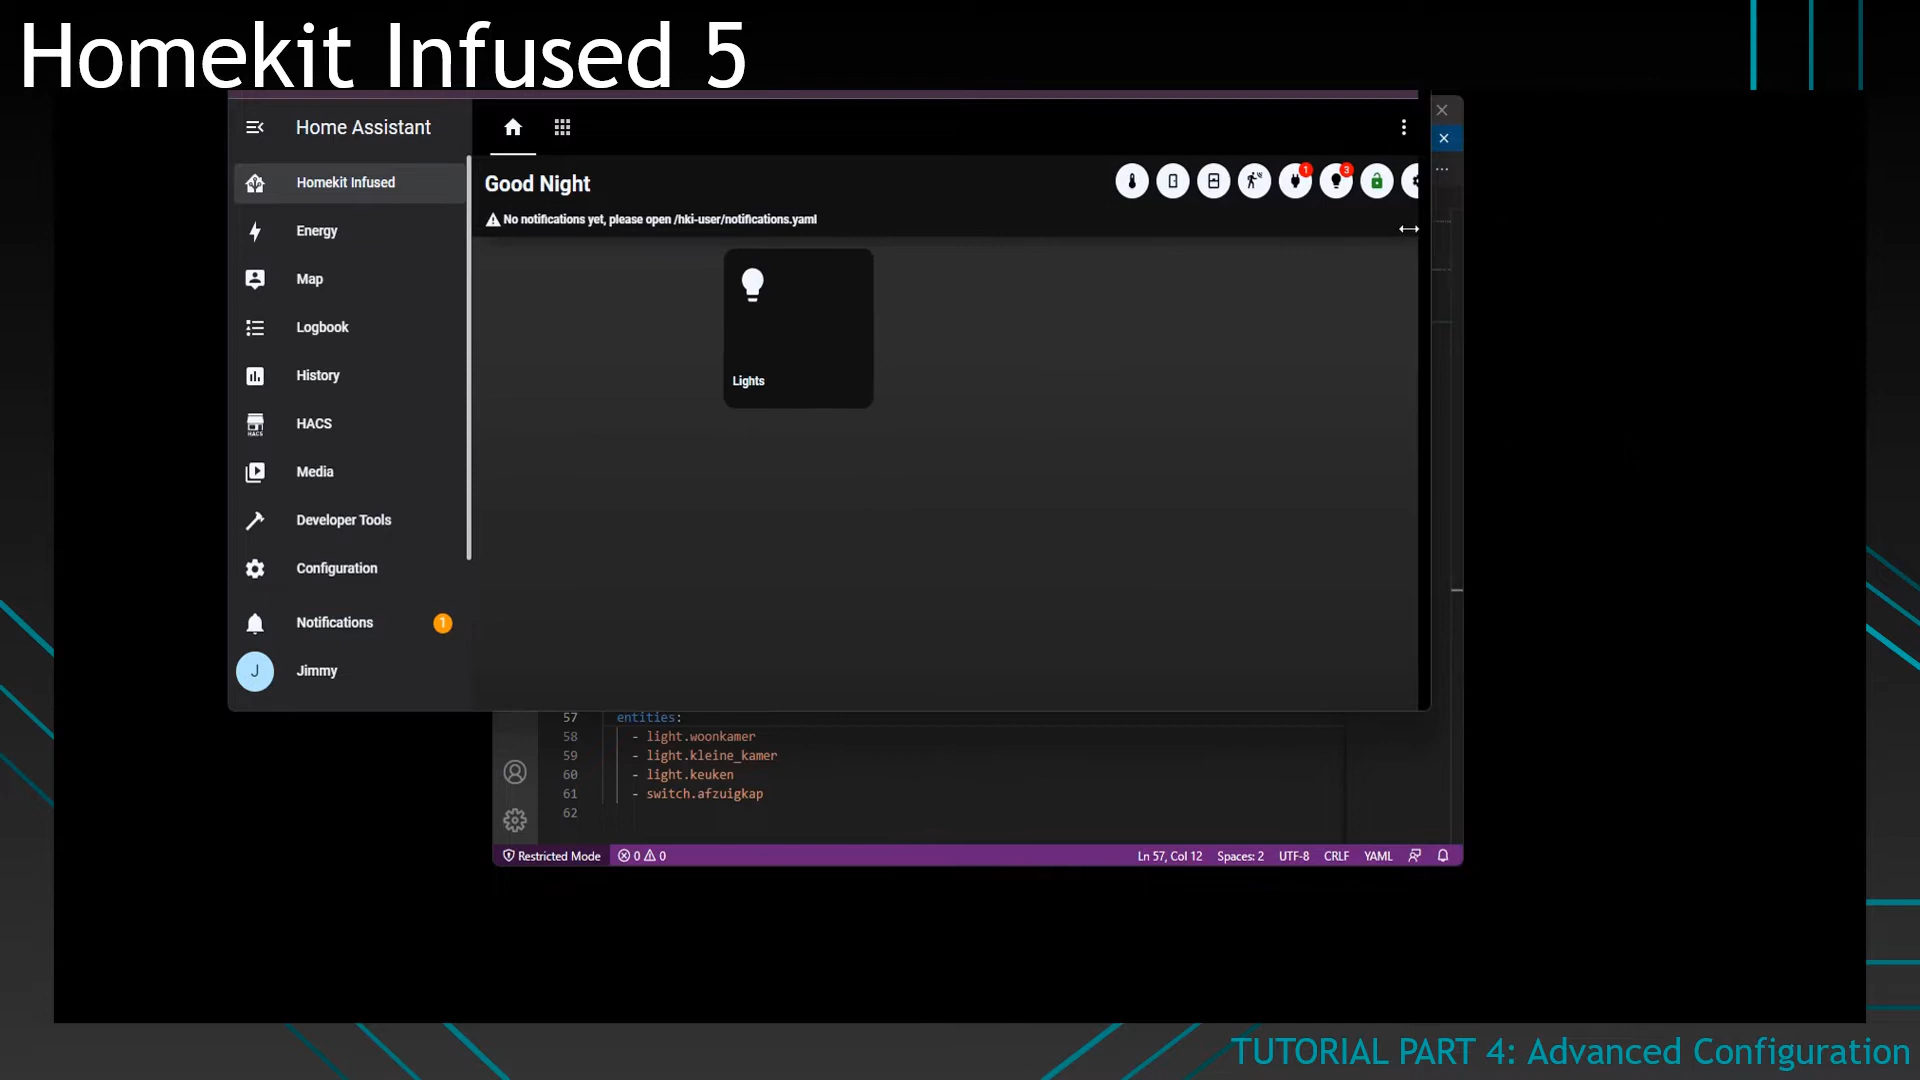 Homekit Infused 5
Home Assistant
Homekit Infused
Energy
Map
Logbook
History
HACS
HACS
Media
Developer Tools
Configuration
Notifications
1
J
Jimmy
Good Night
1
3
No notifications yet, please open /hki-user/notifications.yaml
Lights
57 entities:
58 - light.woonkamer
59 - light.kleine_kamer
60 - light.keuken
61 - switch.afzuigkap
62
Restricted Mode 0 0 Ln 57, Col 12 Spaces: 2 UTF-8 CRLF YAML
TUTORIAL PART 4: Advanced Configuration